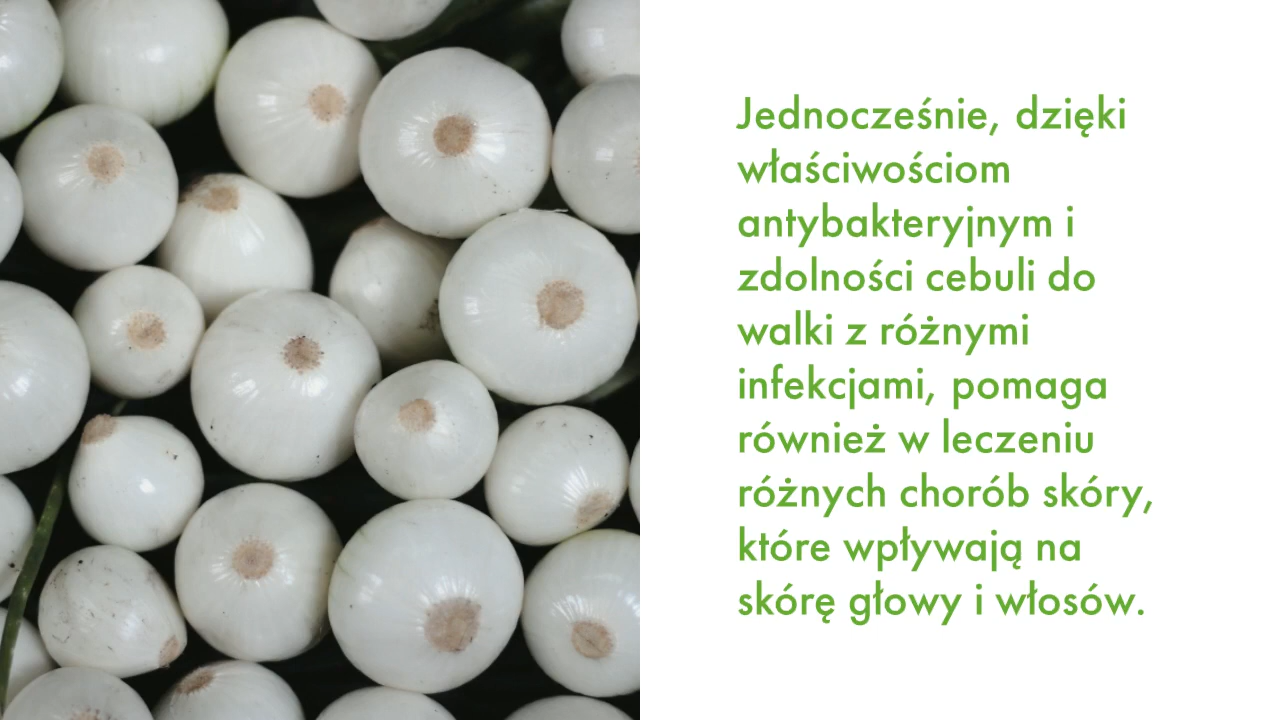 Jednocześnie, dzięki
właściwościom
antybakteryjnym i
zdolności cebuli do
walki z różnymi
infekcjami, pomaga
również w leczeniu
różnych chorób skóry,
które wpływają na
skórę głowy i włosów.